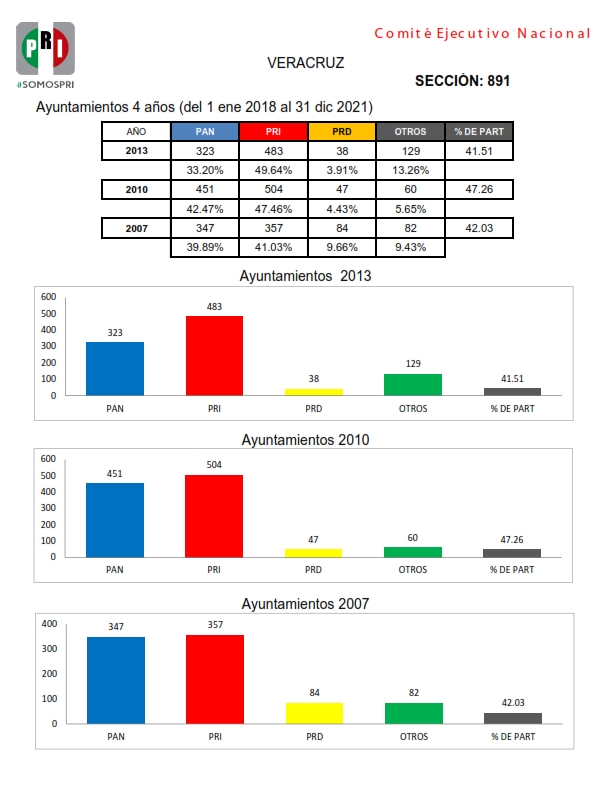 Comité Ejecutivo Nacional
PRI
#SOMOSPRI
VERACRUZ
SECCIÓN: 891
Ayuntamientos 4 años (del 1 ene 2018 al 31 dic 2021)
AÑO PAN PRI PRD OTROS % DE PART
2013 323 483 38 129 41.51
33.20% 49.64% 3.91% 13.26%
2010 451 504 47 60 47.26
42.47% 47.46% 4.43% 5.65%
2007 347 357 84 82 42.03
39.89% 41.03% 9.66% 9.43%
Ayuntamientos 2013
600
500
400
300
200
100
0
323 483 38 129 41.51
PAN PRI PRD OTROS % DE PART
Ayuntamientos 2010
600
500
400
300
200
100
0
451 504 47 60 47.26
PAN PRI PRD OTROS % DE PART
Ayuntamientos 2007
400
300
200
100
0
347 357 84 82 42.03
PAN PRI PRD OTROS % DE PART